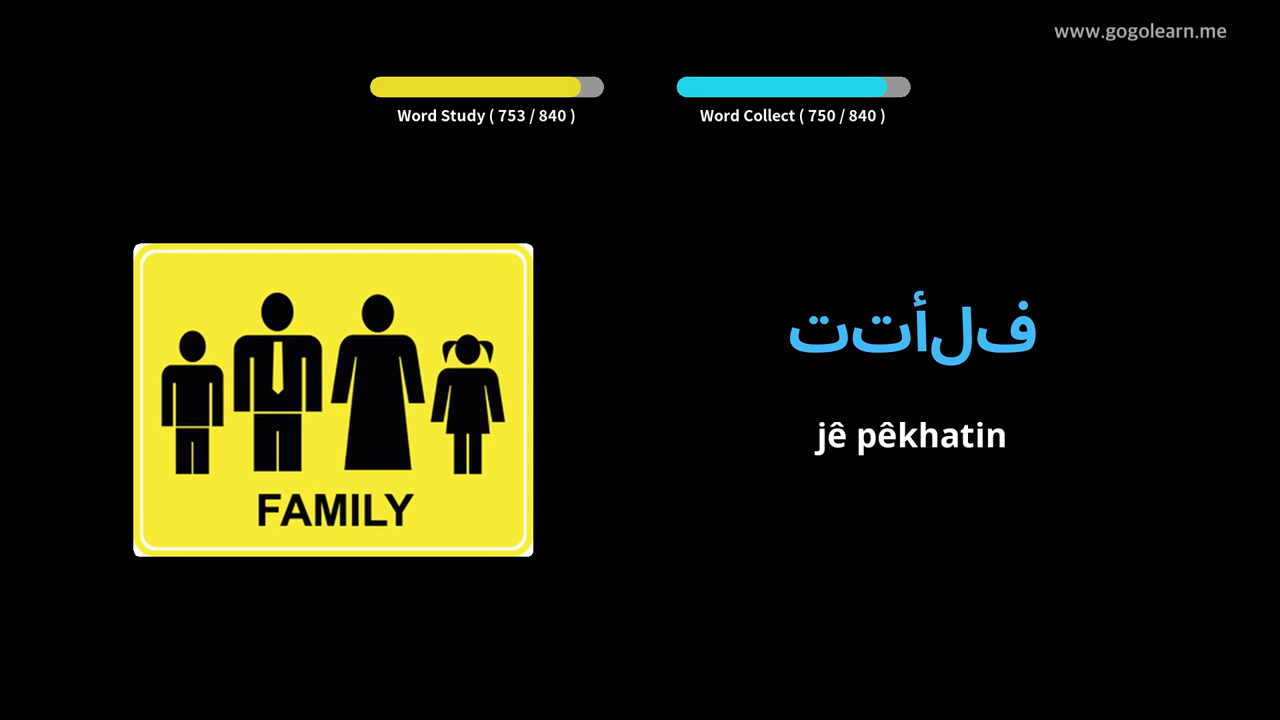 www.gogolearn.me
Word Study ( 753 / 840 )
Word Collect ( 750 / 840 )
تتألف
jê pêkhatin
FAMILY